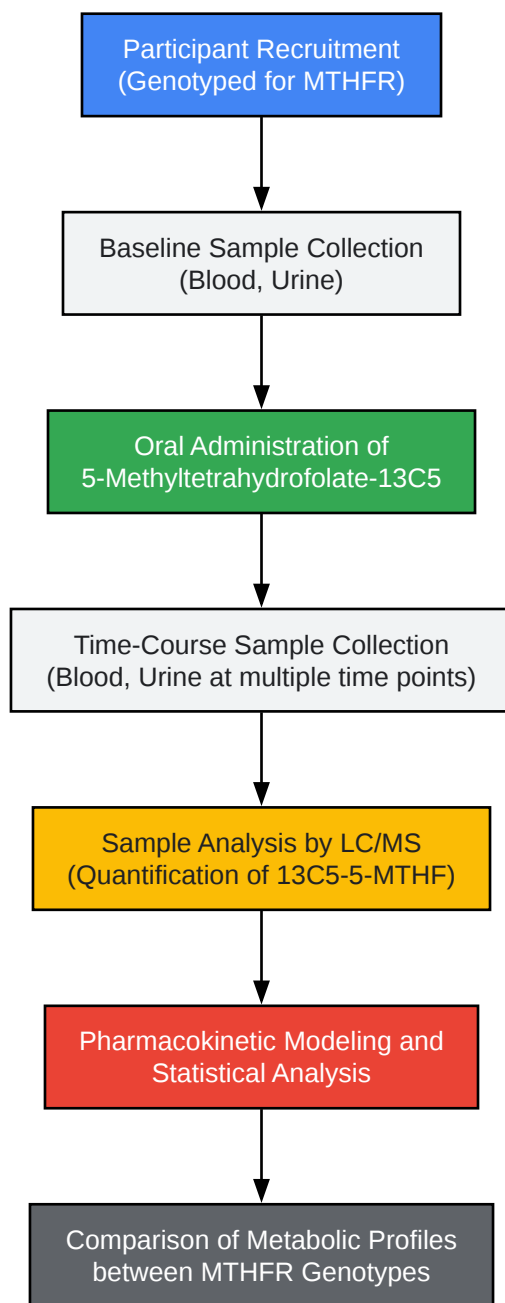 Participant Recruitment
(Genotyped for MTHFR)
Baseline Sample Collection
(Blood, Urine)
Oral Administration of
5-Methyltetrahydrofolate-13C5
Time-Course Sample Collection
(Blood, Urine at multiple time points)
Sample Analysis by LC/MS
(Quantification of 13C5-5-MTHF)
Pharmacokinetic Modeling and
Statistical Analysis
Comparison of Metabolic Profiles
between MTHFR Genotypes